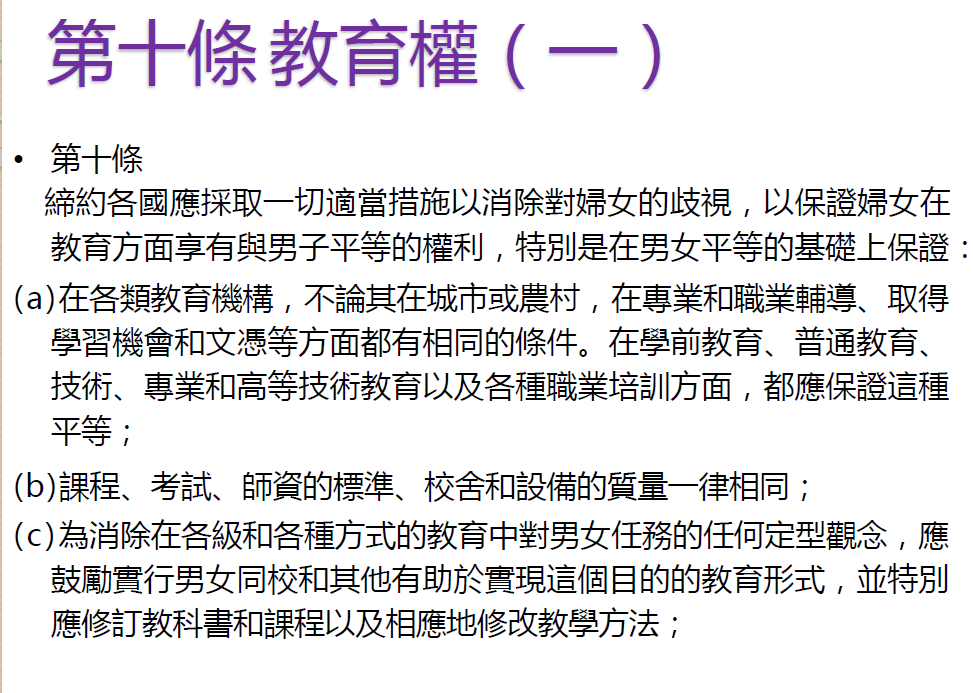 第十條 教育權（一）
• 第十條
締約各國應採取一切適當措施以消除對婦女的歧視，以保證婦女在
教育方面享有與男子平等的權利，特別是在男女平等的基礎上保證：
(a)在各類教育機構，不論其在城市或農村，在專業和職業輔導、取得
學習機會和文憑等方面都有相同的條件。在學前教育、普通教育、
技術、專業和高等技術教育以及各種職業培訓方面，都應保證這種
平等；
(b)課程、考試、師資的標準、校舍和設備的質量一律相同；
(c)為消除在各級和各種方式的教育中對男女任務的任何定型觀念，應
鼓勵實行男女同校和其他有助於實現這個目的的教育形式，並特別
應修訂教科書和課程以及相應地修改教學方法；